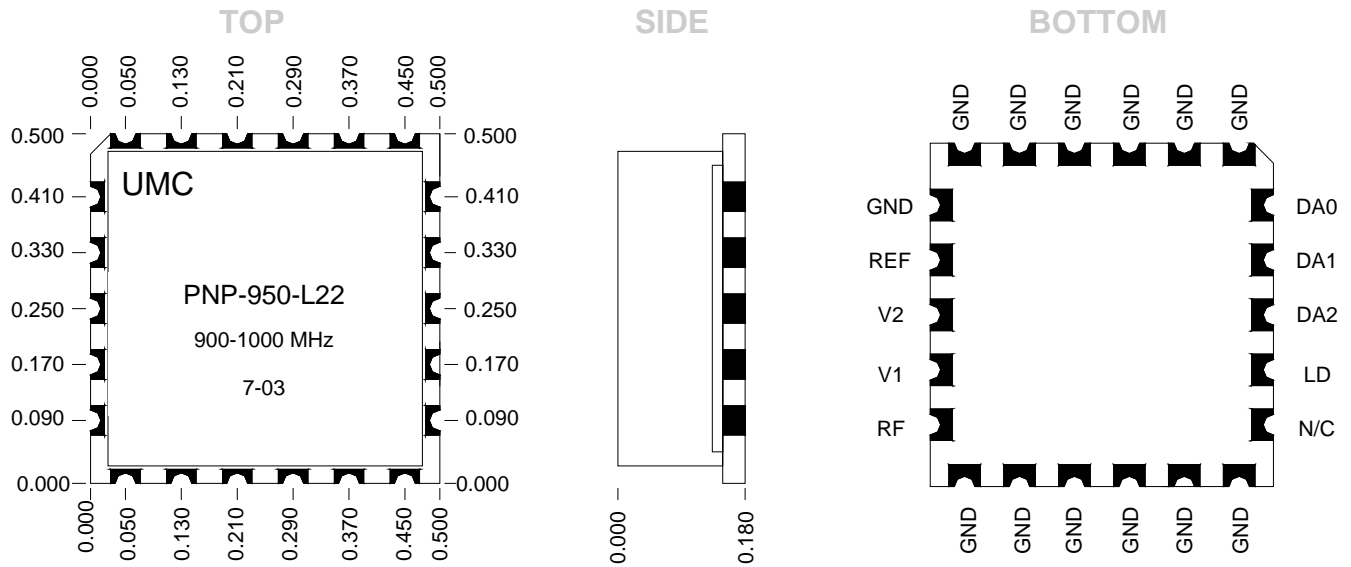 TOP
SIDE
BOTTOM
0.000
0.050
0.130
0.210
0.290
0.370
0.450
0.500
0.500
0.410
0.330
0.250
0.170
0.090
0.000
UMC
PNP-950-L22
900-1000 MHz
7-03
0.500
0.410
0.330
0.250
0.170
0.090
0.000
0.000
0.050
0.130
0.210
0.290
0.370
0.450
0.500
0.000
0.180
GND
GND
GND
GND
GND
GND
GND
REF
V2
V1
RF
DA0
DA1
DA2
LD
N/C
GND
GND
GND
GND
GND
GND